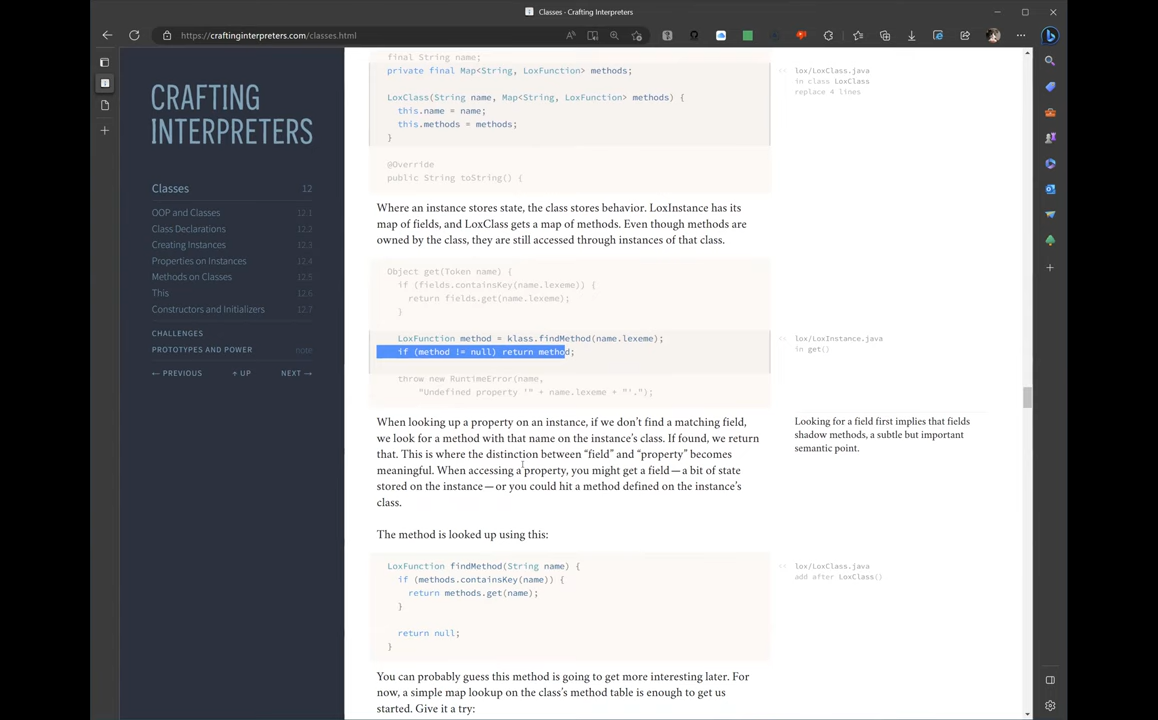 Classes · Crafting Interpreters
https://craftinginterpreters.com/classes.html
CRAFTING
INTERPRETERS
Classes 12
OOP and Classes 12.1
Class Declarations 12.2
Creating Instances 12.3
Properties on Instances 12.4
Methods on Classes 12.5
This 12.6
Constructors and Initializers 12.7
CHALLENGES
PROTOTYPES AND POWER note
← PREVIOUS ↑ UP NEXT →
final String name;
private final Map<String, LoxFunction> methods;
LoxClass(String name, Map<String, LoxFunction> methods) {
this.name = name;
this.methods = methods;
}
@Override
public String toString() {
lox/LoxClass.java
in class LoxClass
replace 4 lines
Where an instance stores state, the class stores behavior. LoxInstance has its
map of fields, and LoxClass gets a map of methods. Even though methods are
owned by the class, they are still accessed through instances of that class.
Object get(Token name) {
if (fields.containsKey(name.lexeme)) {
return fields.get(name.lexeme);
}
LoxFunction method = klass.findMethod(name.lexeme);
if (method != null) return method;
throw new RuntimeError(name,
"Undefined property '" + name.lexeme + "'.");
lox/LoxInstance.java
in get()
When looking up a property on an instance, if we don't find a matching field,
we look for a method with that name on the instance's class. If found, we return
that. This is where the distinction between “field” and “property” becomes
meaningful. When accessing a property, you might get a field—a bit of state
stored on the instance—or you could hit a method defined on the instance's
class.
Looking for a field first implies that fields
shadow methods, a subtle but important
semantic point.
The method is looked up using this:
LoxFunction findMethod(String name) {
if (methods.containsKey(name)) {
return methods.get(name);
}
return null;
}
lox/LoxClass.java
add after LoxClass()
You can probably guess this method is going to get more interesting later. For
now, a simple map lookup on the class's method table is enough to get us
started. Give it a try: